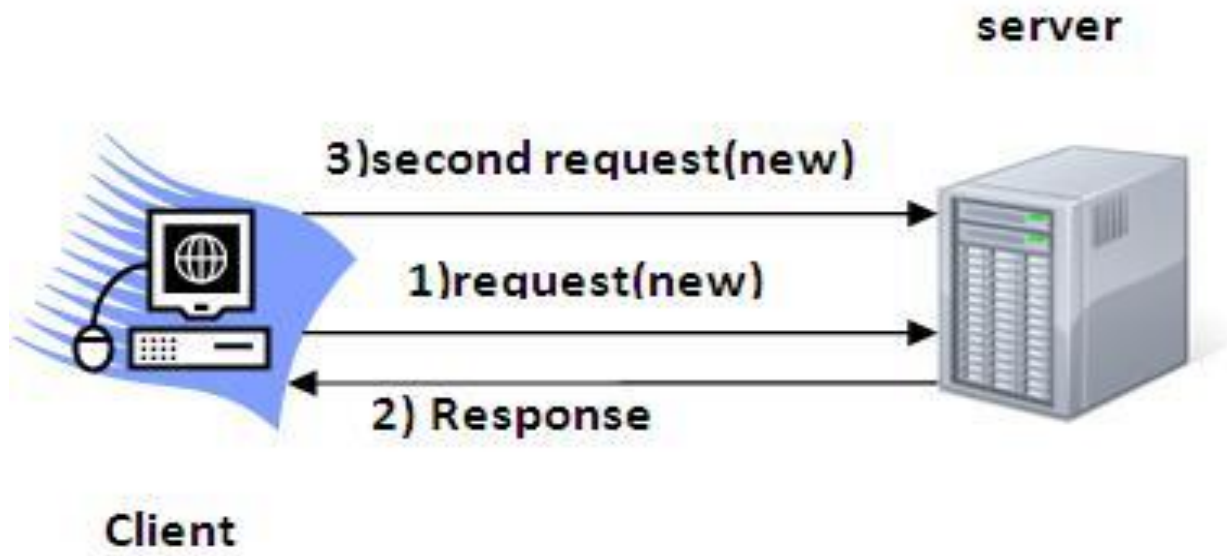 server
3)second request(new)
1)request(new)
2) Response
Client